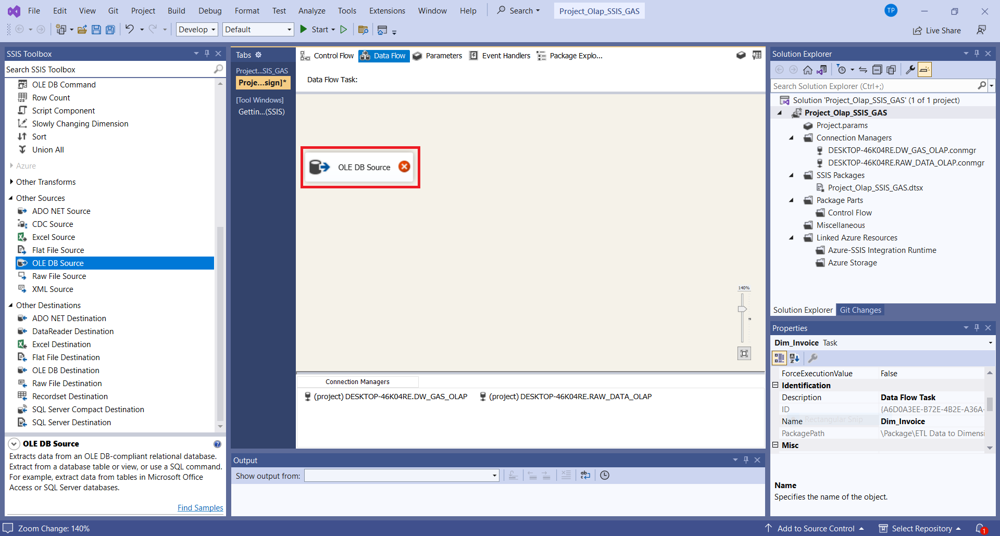 File Edit View Git Project Build Debug Format Test Analyze Tools Extensions Window Help Search Project_Olap_SSIS_GAS TP
Develop Default Start Live Share
SSIS Toolbox
Search SSIS Toolbox
OLE DB Command
Row Count
Script Component
Slowly Changing Dimension
Sort
Union All
Azure
Other Transforms
Other Sources
ADO NET Source
CDC Source
Excel Source
Flat File Source
OLE DB Source
Raw File Source
XML Source
Other Destinations
ADO NET Destination
DataReader Destination
Excel Destination
Flat File Destination
OLE DB Destination
Raw File Destination
Recordset Destination
SQL Server Compact Destination
SQL Server Destination
OLE DB Source
Extracts data from an OLE DB-compliant relational database.
Extract from a database table or view, or use a SQL command.
For example, extract data from tables in Microsoft Office
Access or SQL Server databases.
Find Samples
Tabs
Project...SIS_GAS
Proje...sign]*
[Tool Windows]
Gettin...(SSIS)
Control Flow Data Flow Parameters Event Handlers Package Explo...
Data Flow Task:
OLE DB Source
140%
Connection Managers
(project) DESKTOP-46K04RE.DW_GAS_OLAP (project) DESKTOP-46K04RE.RAW_DATA_OLAP
Output
Show output from:
Solution Explorer
Search Solution Explorer (Ctrl+;)
Solution 'Project_Olap_SSIS_GAS' (1 of 1 project)
Project_Olap_SSIS_GAS
Project.params
Connection Managers
DESKTOP-46K04RE.DW_GAS_OLAP.conmgr
DESKTOP-46K04RE.RAW_DATA_OLAP.conmgr
SSIS Packages
Project_Olap_SSIS_GAS.dtsx
Package Parts
Control Flow
Miscellaneous
Linked Azure Resources
Azure-SSIS Integration Runtime
Azure Storage
Solution Explorer Git Changes
Properties
Dim_Invoice Task
ForceExecutionValue False
Identification
Description Data Flow Task
ID {A6D0A3EE-B72E-4B2E-A36A-
Name Rectangular Snip Dim_Invoice
PackagePath \Package\ETL Data to Dimensi
Misc
Name
Specifies the name of the object.
Zoom Change: 140% Add to Source Control Select Repository 1